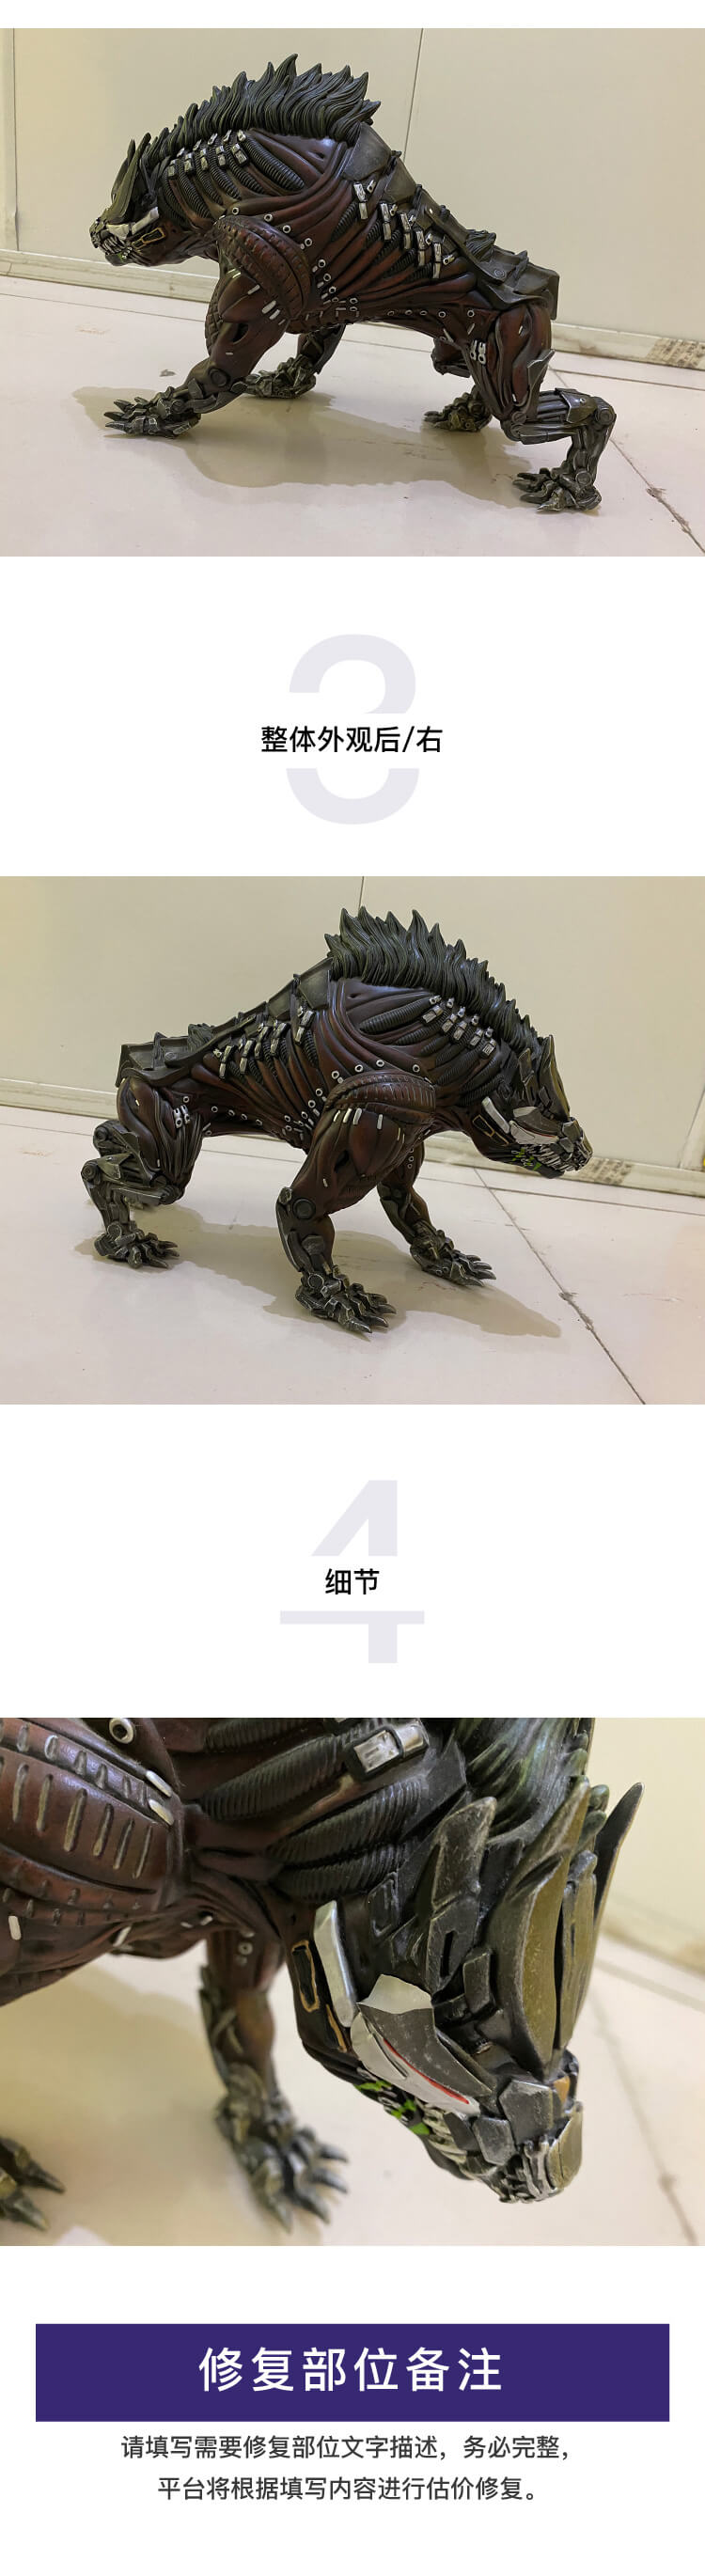 3
整体外观后/右
4
细节
修复部位备注
请填写需要修复部位文字描述，务必完整，
平台将根据填写内容进行估价修复。